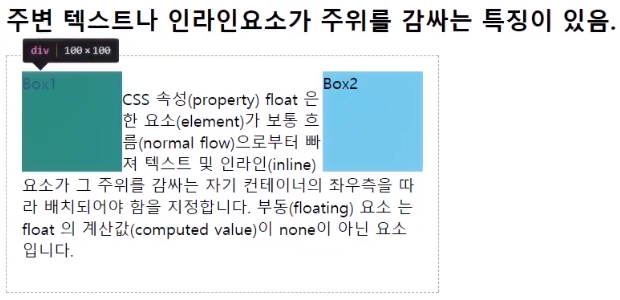 주변 텍스트나 인라인요소가 주위를 감싸는 특징이 있음.
div | 100 × 100
Box1
Box2
CSS 속성(property) float 은
한 요소(element)가 보통 흐
름(normal flow)으로부터 빠
져 텍스트 및 인라인(inline)
요소가 그 주위를 감싸는 자기 컨테이너의 좌우측을 따
라 배치되어야 함을 지정합니다. 부동(floating) 요소 는
float 의 계산값(computed value)이 none이 아닌 요소
입니다.